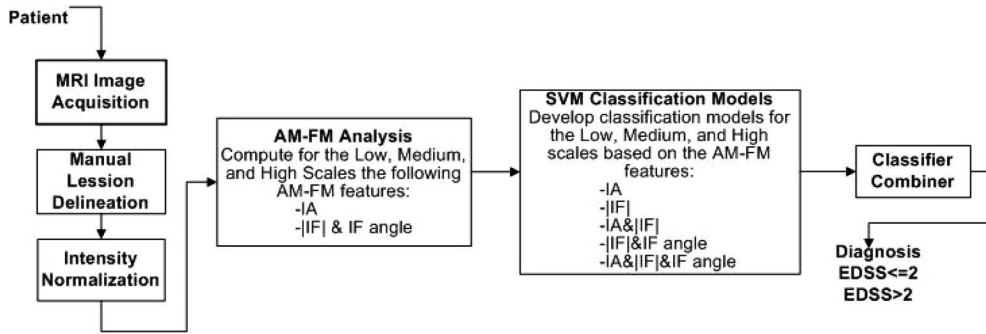 Patient
MRI Image
Acquisition
Manual
Lession
Delineation
Intensity
Normalization
AM-FM Analysis
Compute for the Low, Medium,
and High Scales the following
AM-FM features:
-IA
-|IF| & IF angle
SVM Classification Models
Develop classification models for
the Low, Medium, and High
scales based on the AM-FM
features:
-IA
-|IF|
-IA&|IF|
-|IF|&IF angle
-IA&|IF|&IF angle
Classifier
Combiner
Diagnosis
EDSS<=2
EDSS>2